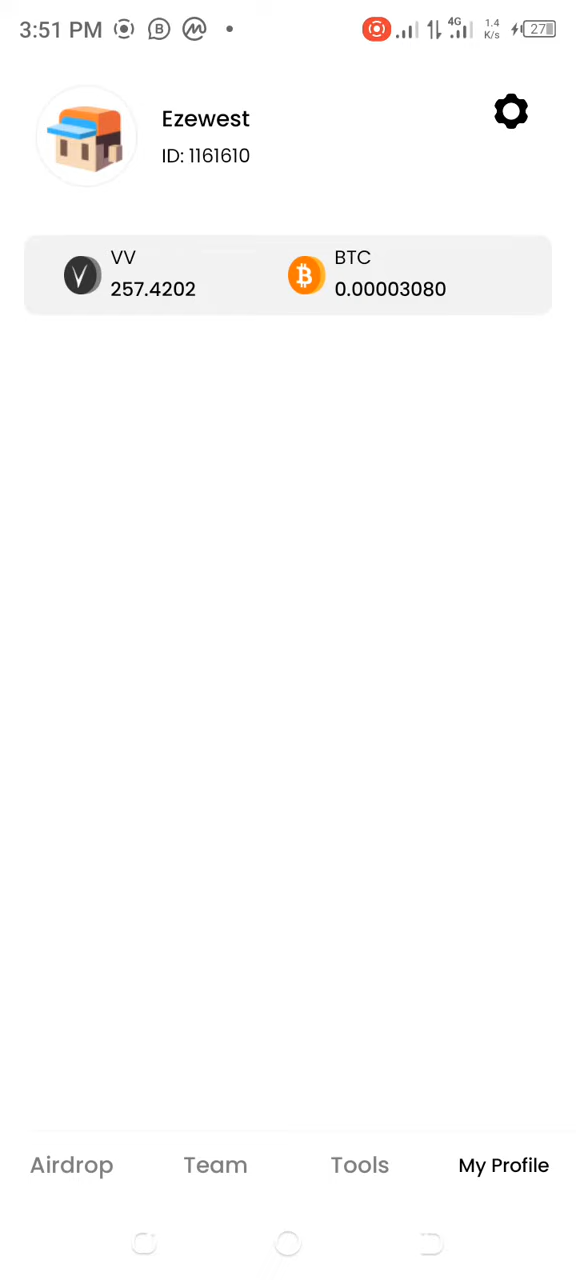 3:51 PM
4G
1.4 K/s
27
Ezewest
ID: 1161610
VV
257.4202
BTC
0.00003080
Airdrop Team Tools My Profile